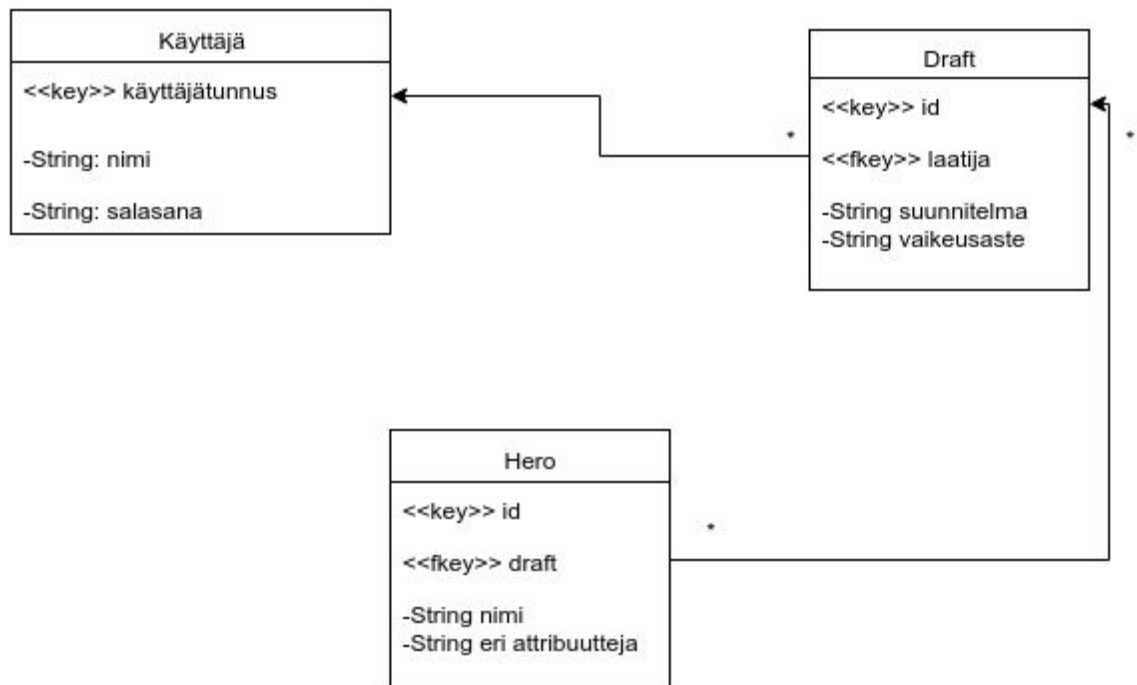 Käyttäjä
<<key>> käyttäjätunnus
-String: nimi
-String: salasana
Draft
<<key>> id
<<fkey>> laatija
-String suunnitelma
-String vaikeusaste
*
*
Hero
<<key>> id
<<fkey>> draft
-String nimi
-String eri attribuutteja
*